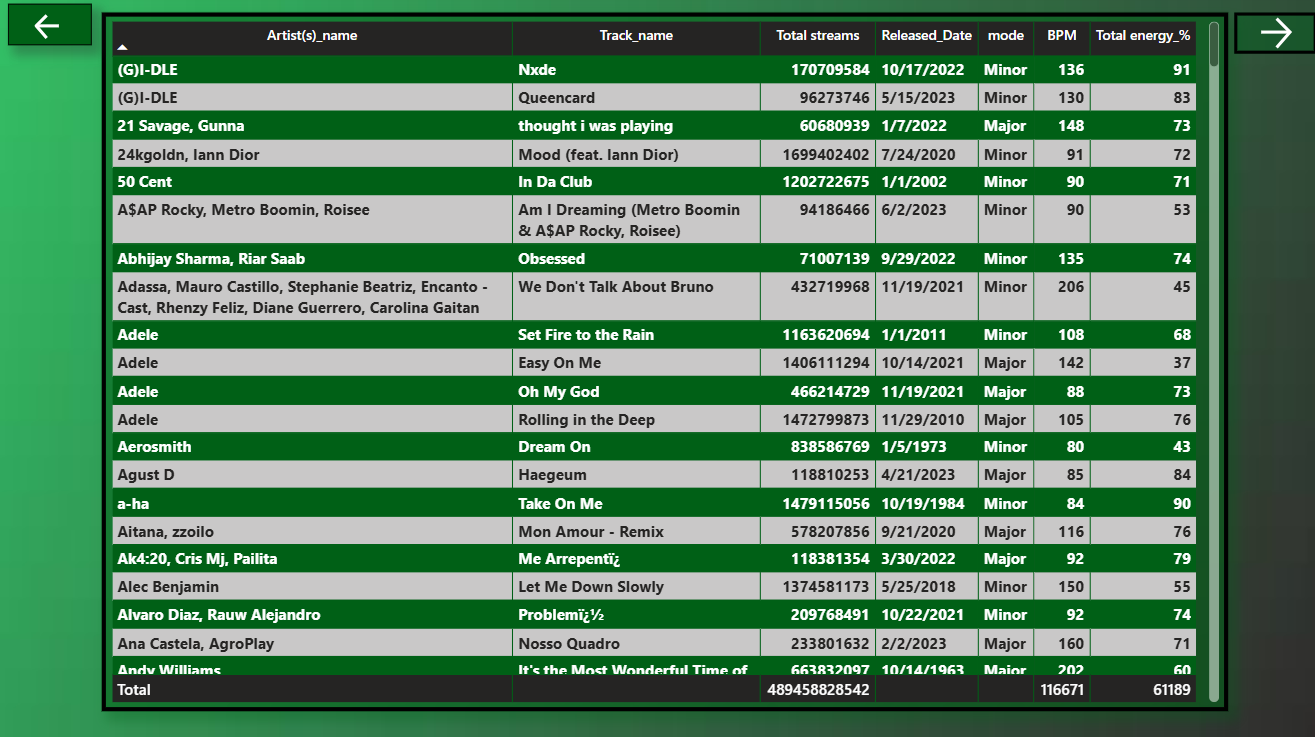 Artist(s)_name Track_name Total streams Released_Date mode BPM Total energy_%
(G)I-DLE Nxde 170709584 10/17/2022 Minor 136 91
(G)I-DLE Queencard 96273746 5/15/2023 Minor 130 83
21 Savage, Gunna thought i was playing 60680939 1/7/2022 Major 148 73
24kgoldn, Iann Dior Mood (feat. Iann Dior) 1699402402 7/24/2020 Minor 91 72
50 Cent In Da Club 1202722675 1/1/2002 Minor 90 71
A$AP Rocky, Metro Boomin, Roisee Am I Dreaming (Metro Boomin 94186466 6/2/2023 Minor 90 53
& A$AP Rocky, Roisee)
Abhijay Sharma, Riar Saab Obsessed 71007139 9/29/2022 Minor 135 74
Adassa, Mauro Castillo, Stephanie Beatriz, Encanto - We Don't Talk About Bruno 432719968 11/19/2021 Minor 206 45
Cast, Rhenzy Feliz, Diane Guerrero, Carolina Gaitan
Adele Set Fire to the Rain 1163620694 1/1/2011 Minor 108 68
Adele Easy On Me 1406111294 10/14/2021 Major 142 37
Adele Oh My God 466214729 11/19/2021 Major 88 73
Adele Rolling in the Deep 1472799873 11/29/2010 Major 105 76
Aerosmith Dream On 838586769 1/5/1973 Minor 80 43
Agust D Haegeum 118810253 4/21/2023 Major 85 84
a-ha Take On Me 1479115056 10/19/1984 Minor 84 90
Aitana, zzoilo Mon Amour - Remix 578207856 9/21/2020 Major 116 76
Ak4:20, Cris Mj, Pailita Me Arrepentï¿ 118381354 3/30/2022 Major 92 79
Alec Benjamin Let Me Down Slowly 1374581173 5/25/2018 Minor 150 55
Alvaro Diaz, Rauw Alejandro Problemï¿½ 209768491 10/22/2021 Minor 92 74
Ana Castela, AgroPlay Nosso Quadro 233801632 2/2/2023 Major 160 71
Andy Williams It's the Most Wonderful Time of 663832097 10/14/1963 Major 202 60
Total 489458828542 116671 61189